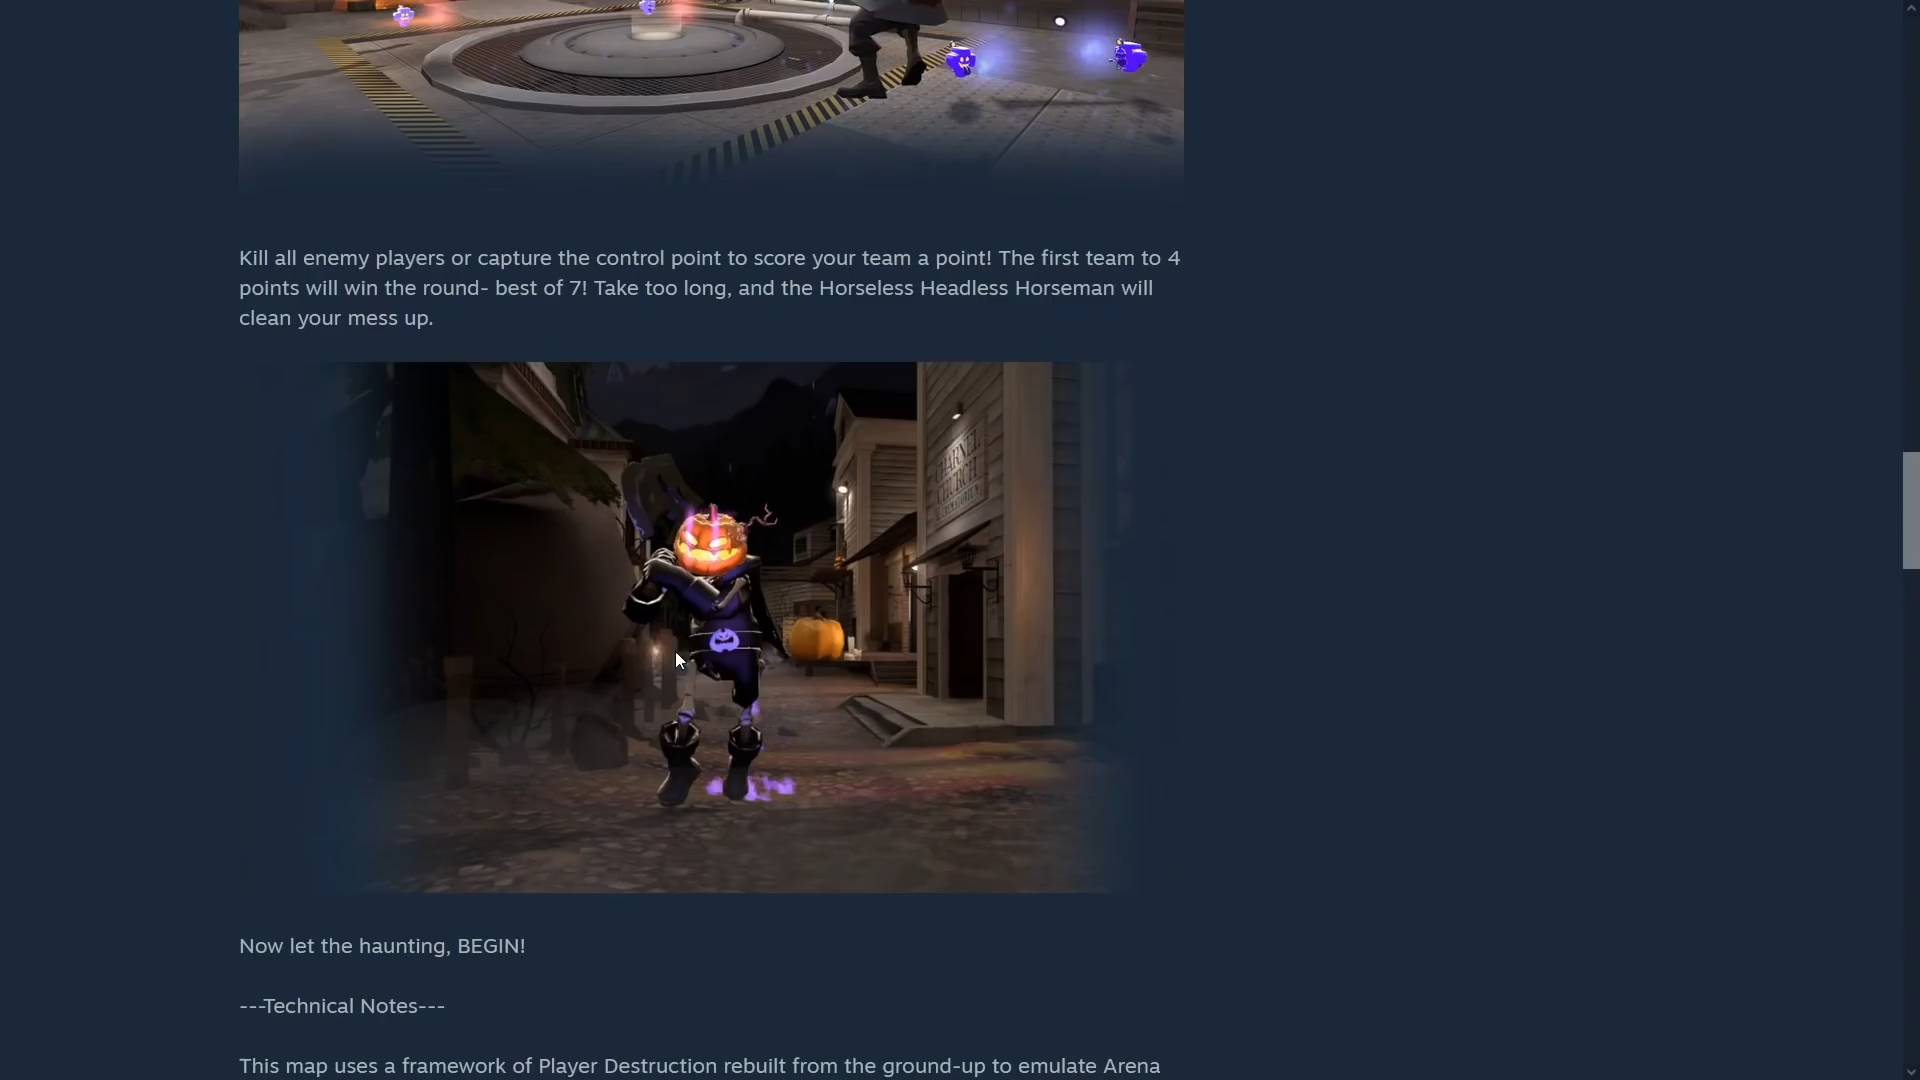 Kill all enemy players or capture the control point to score your team a point! The first team to 4
points will win the round- best of 7! Take too long, and the Horseless Headless Horseman will
clean your mess up.
CHARNEL
CHURCH
CREMATORIUM
Now let the haunting, BEGIN!
---Technical Notes---
This map uses a framework of Player Destruction rebuilt from the ground-up to emulate Arena